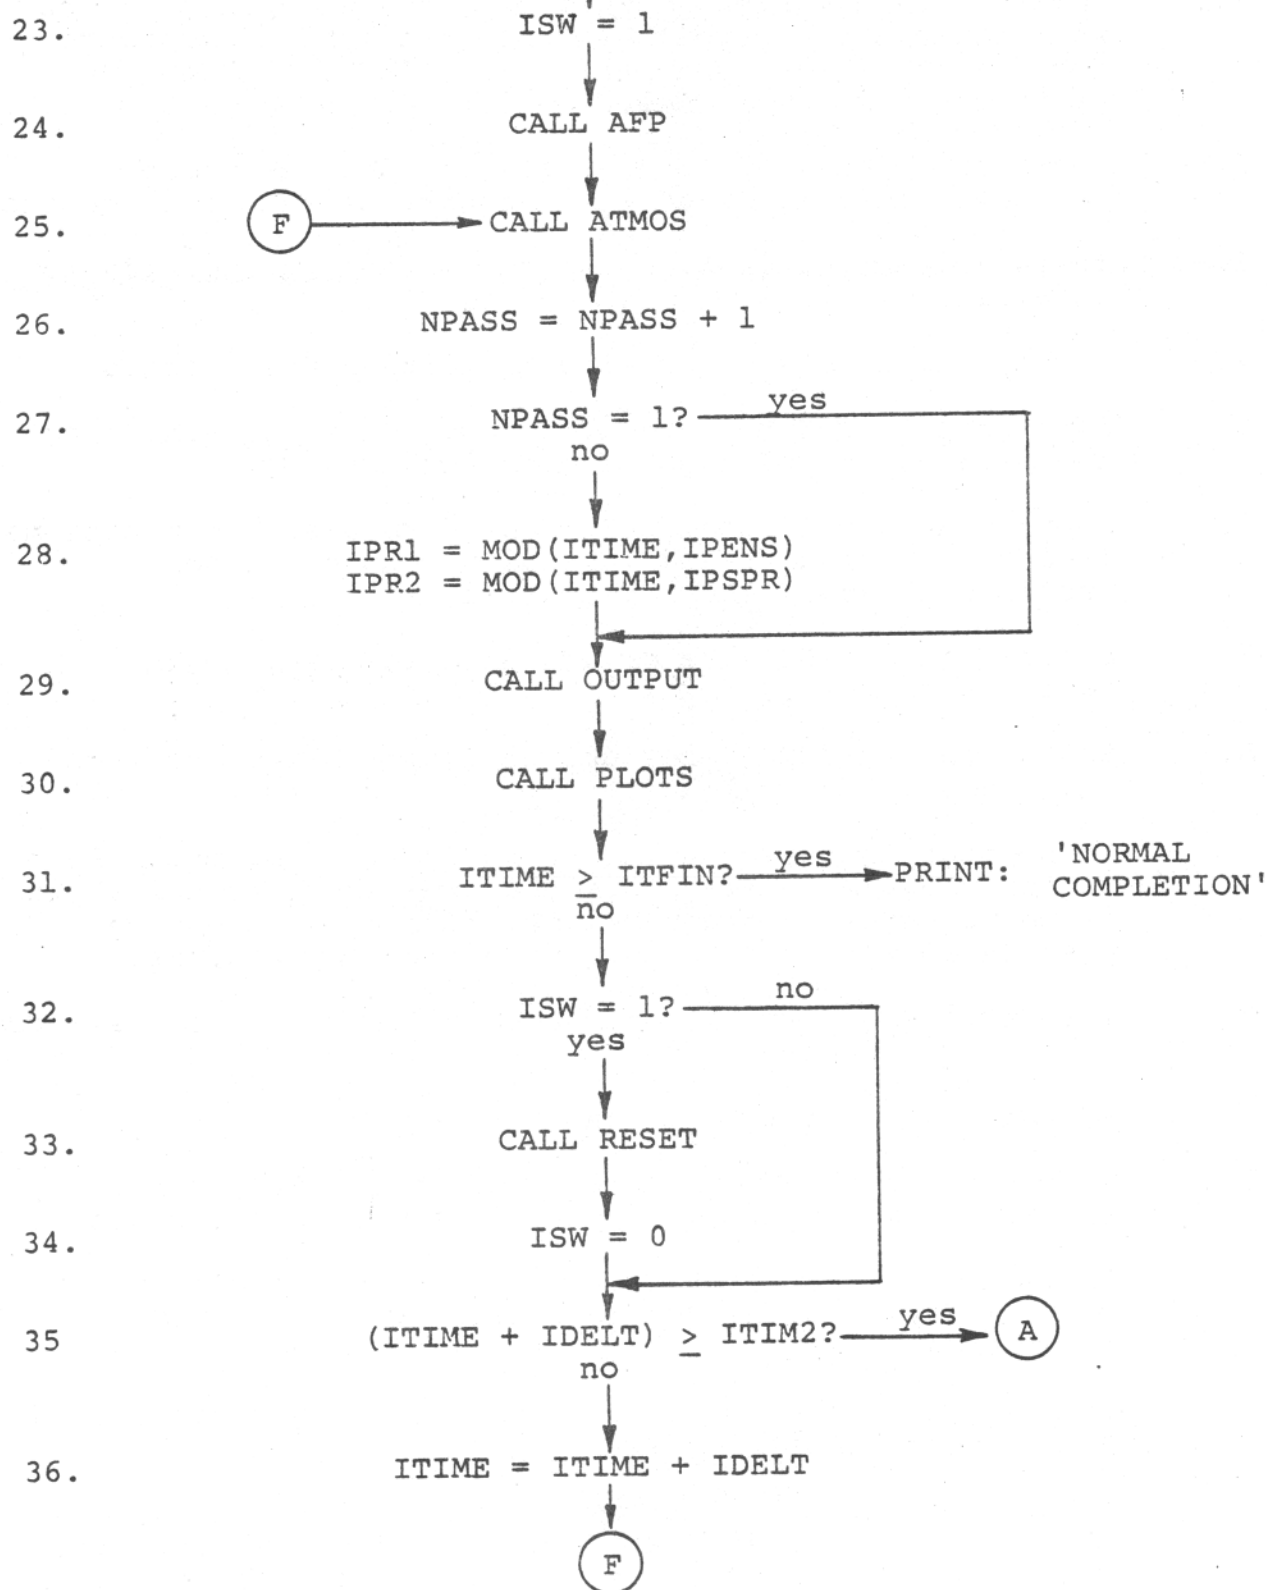 23. ISW = 1
24. CALL AFP
25. F CALL ATMOS
26. NPASS = NPASS + 1
27. NPASS = 1? yes
no
28. IPR1 = MOD(ITIME,IPENS)
IPR2 = MOD(ITIME,IPSPR)
29. CALL OUTPUT
30. CALL PLOTS
31. ITIME ≥ ITFIN? yes PRINT: 'NORMAL
COMPLETION'
no
32. ISW = 1? no
yes
33. CALL RESET
34. ISW = 0
35 (ITIME + IDELT) ≥ ITIM2? yes A
no
36. ITIME = ITIME + IDELT
F